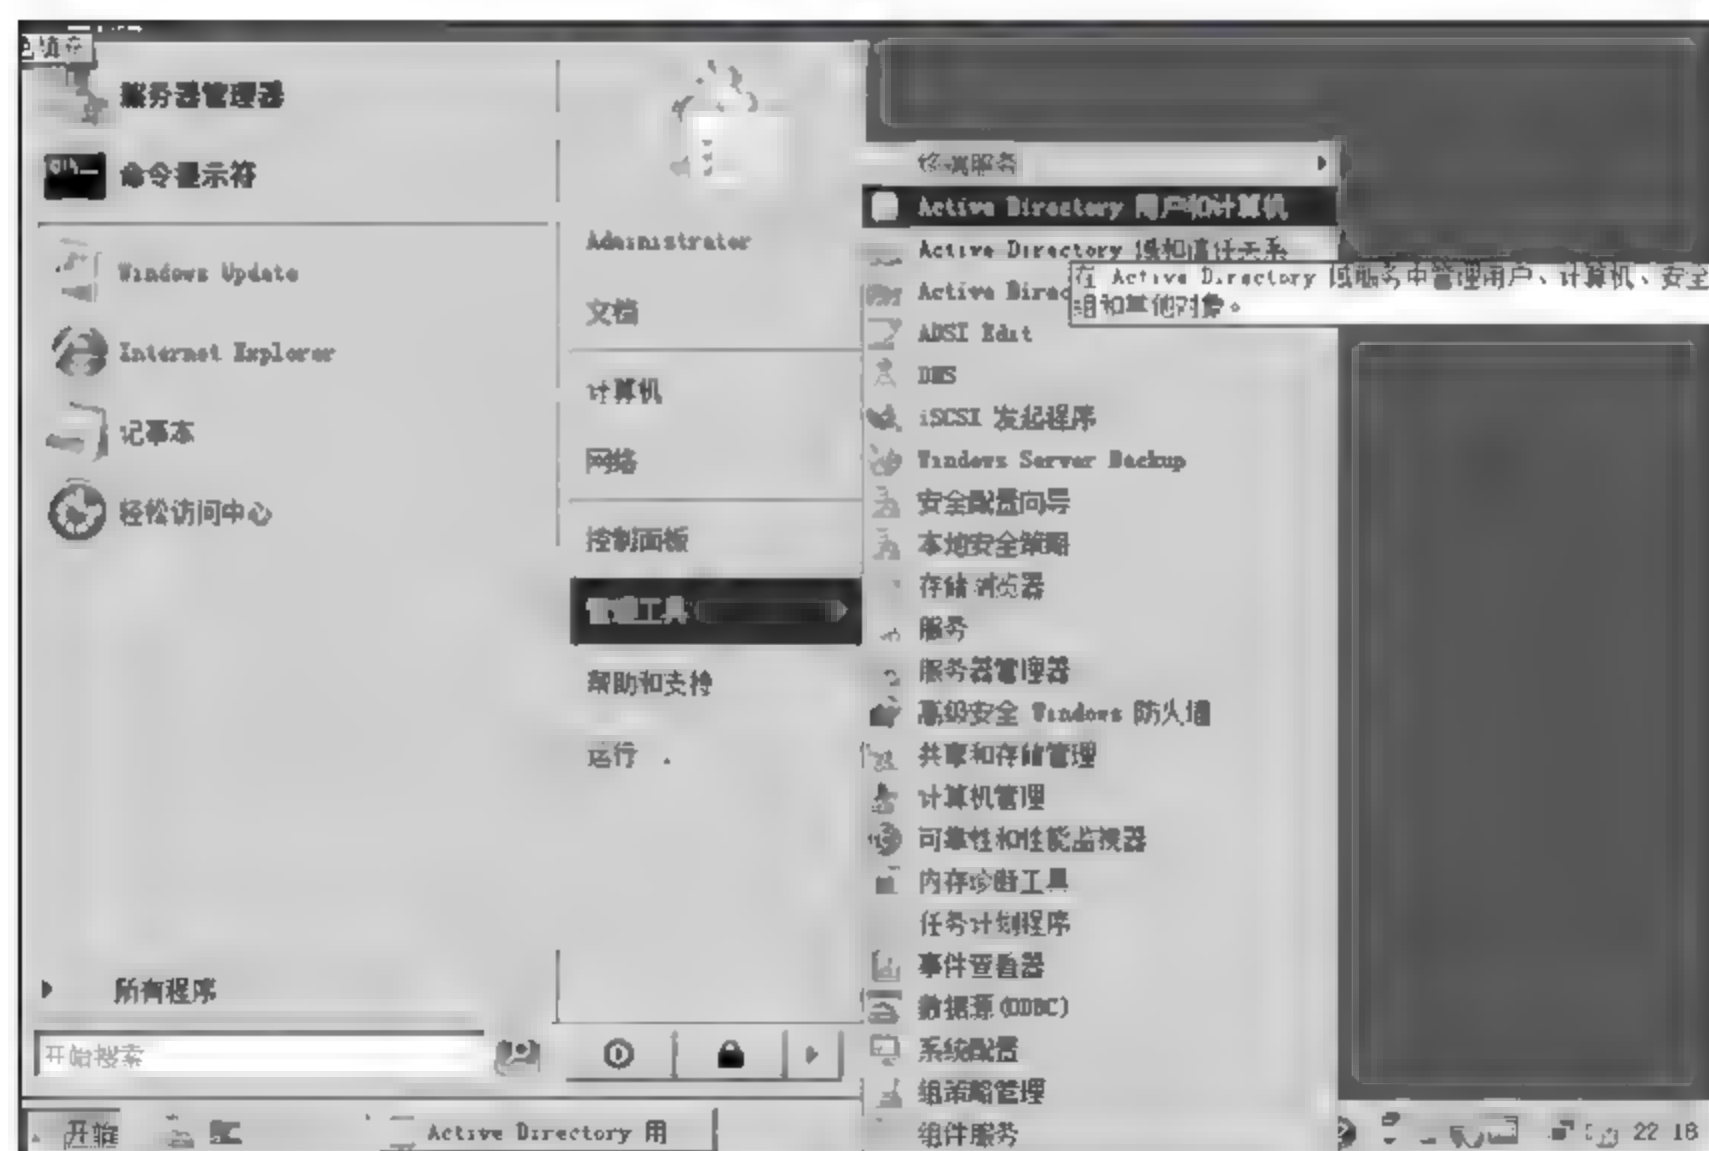 服务器管理器
命令提示符
Windows Update
Internet Explorer
记事本
轻松访问中心
所有程序
开始搜索
Administrator
文档
计算机
网络
控制面板
管理工具
帮助和支持
运行
终端服务
Active Directory 用户和计算机
Active Directory 域和信任关系
Active Direc
在 Active Directory 域服务中管理用户、计算机、安全
组和其他对象。
ADSI Edit
DNS
iSCSI 发起程序
Windows Server Backup
安全配置向导
本地安全策略
存储浏览器
服务
服务器管理器
高级安全 Windows 防火墙
共享和存储管理
计算机管理
可靠性和性能监视器
内存诊断工具
任务计划程序
事件查看器
数据源(ODBC)
系统配置
组策略管理
组件服务
开始
Active Directory 用
22 18